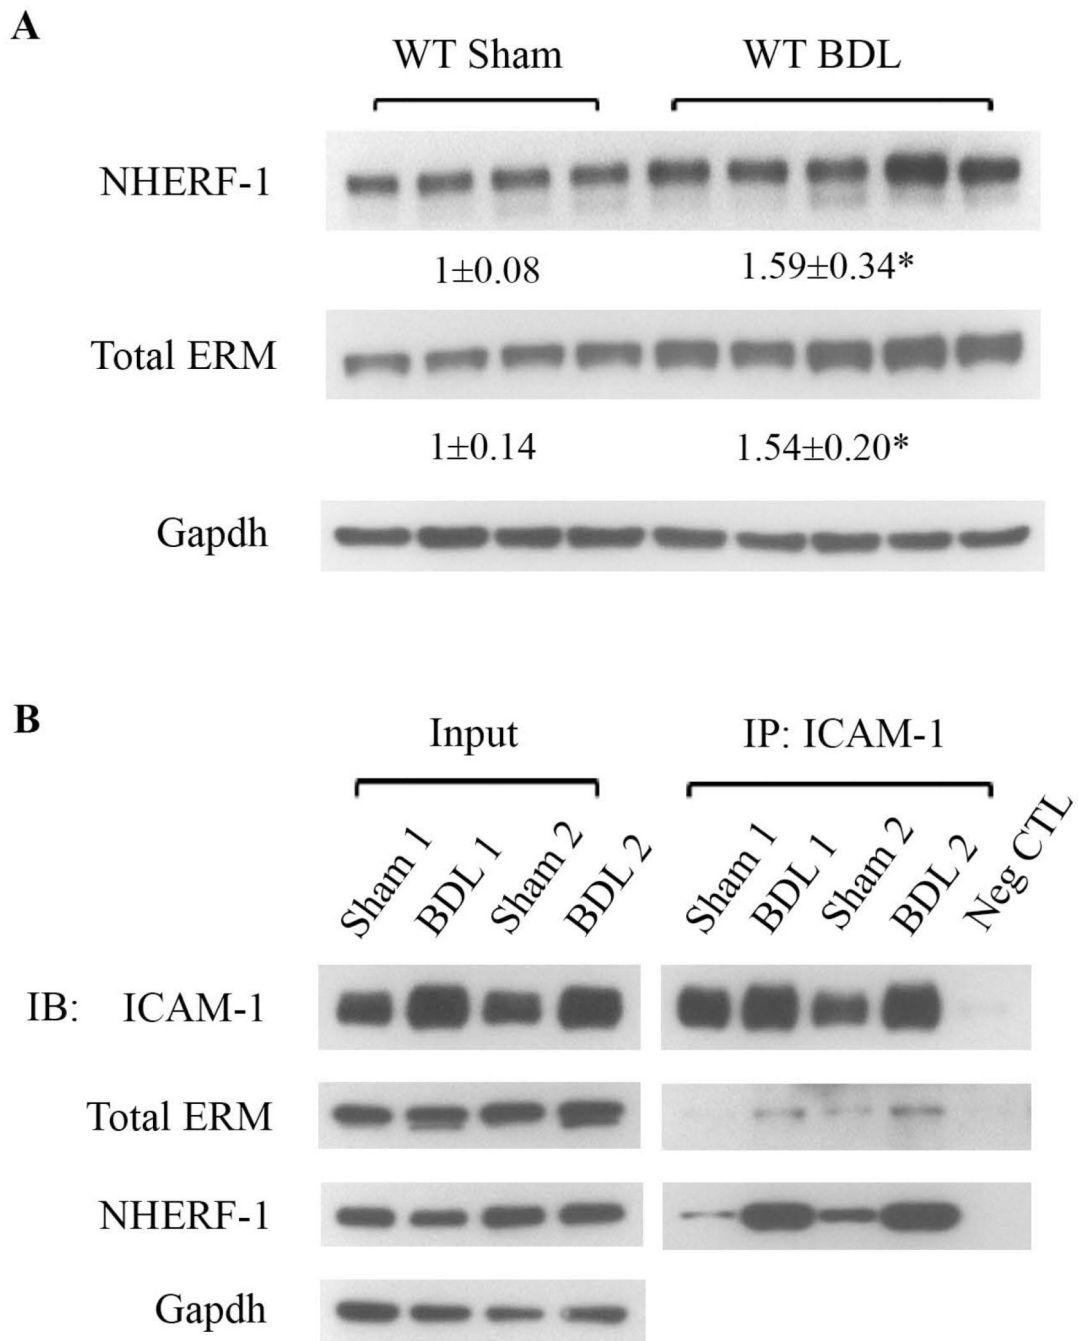 A
WT Sham WT BDL
NHERF-1
1±0.08 1.59±0.34*
Total ERM
1±0.14 1.54±0.20*
Gapdh
B
Input IP: ICAM-1
Sham 1 BDL 1 Sham 2 BDL 2 Sham 1 BDL 1 Sham 2 BDL 2 Neg CTL
IB: ICAM-1
Total ERM
NHERF-1
Gapdh